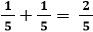 1/5 + 1/5 = 2/5